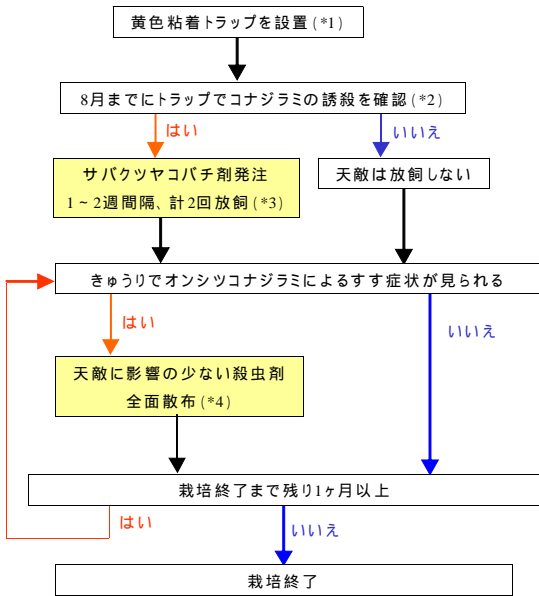 黄色粘着トラップを設置(*1)
8月までにトラップでコナジラミの誘殺を確認(*2)
はい
いいえ
サバクツヤコバチ剤発注
1~2週間隔、計2回放飼(*3)
天敵は放飼しない
きゅうりでオンシツコナジラミによるすす症状が見られる
はい
いいえ
天敵に影響の少ない殺虫剤
全面散布(*4)
栽培終了まで残り1ヶ月以上
はい
いいえ
栽培終了